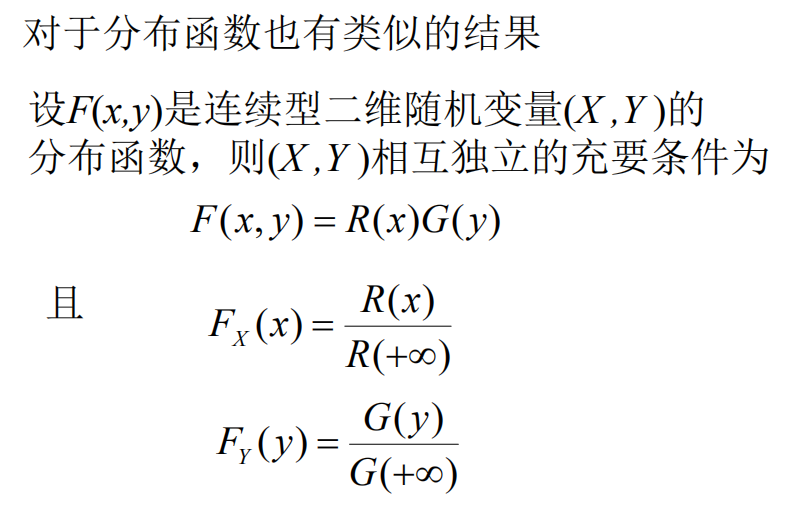 对于分布函数也有类似的结果
设F(x,y)是连续型二维随机变量(X ,Y )的
分布函数，则(X ,Y )相互独立的充要条件为
F(x, y) = R(x)G(y)
且 F_X(x) = \frac{R(x)}{R(+∞)}
F_Y(y) = \frac{G(y)}{G(+∞)}